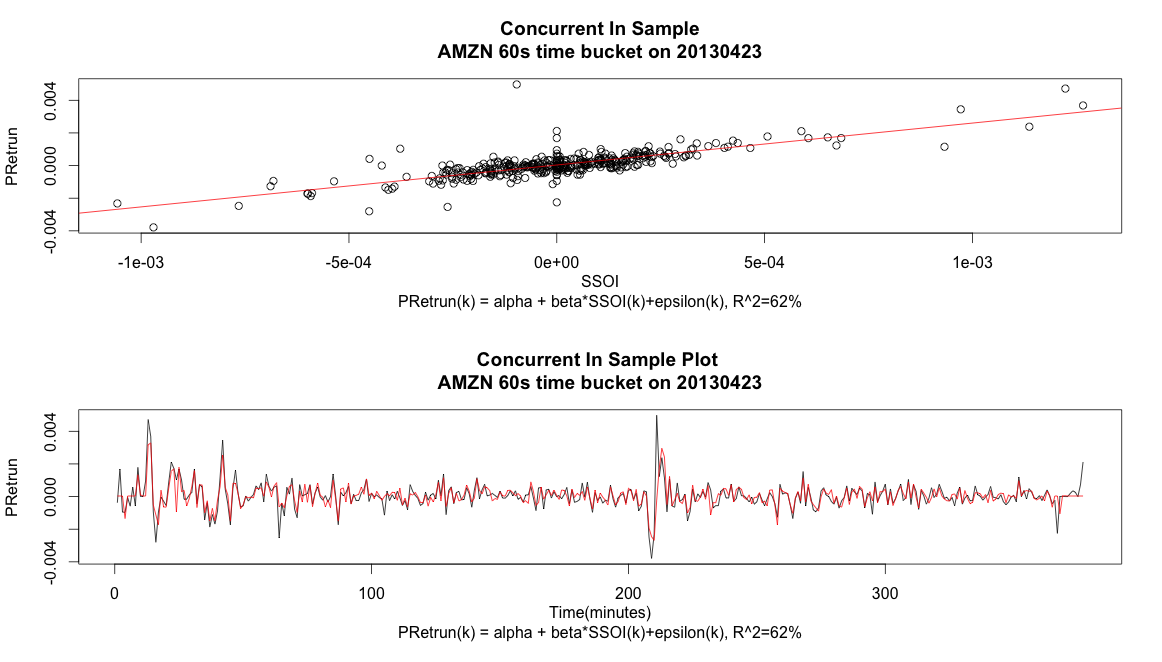 Concurrent In Sample
AMZN 60s time bucket on 20130423
PRetrun
0.004
0.000
-0.004
-1e-03 -5e-04 0e+00 5e-04 1e-03
SSOI
PRetrun(k) = alpha + beta*SSOI(k)+epsilon(k), R^2=62%
Concurrent In Sample Plot
AMZN 60s time bucket on 20130423
PRetrun
0.004
0.000
-0.004
0 100 200 300
Time(minutes)
PRetrun(k) = alpha + beta*SSOI(k)+epsilon(k), R^2=62%